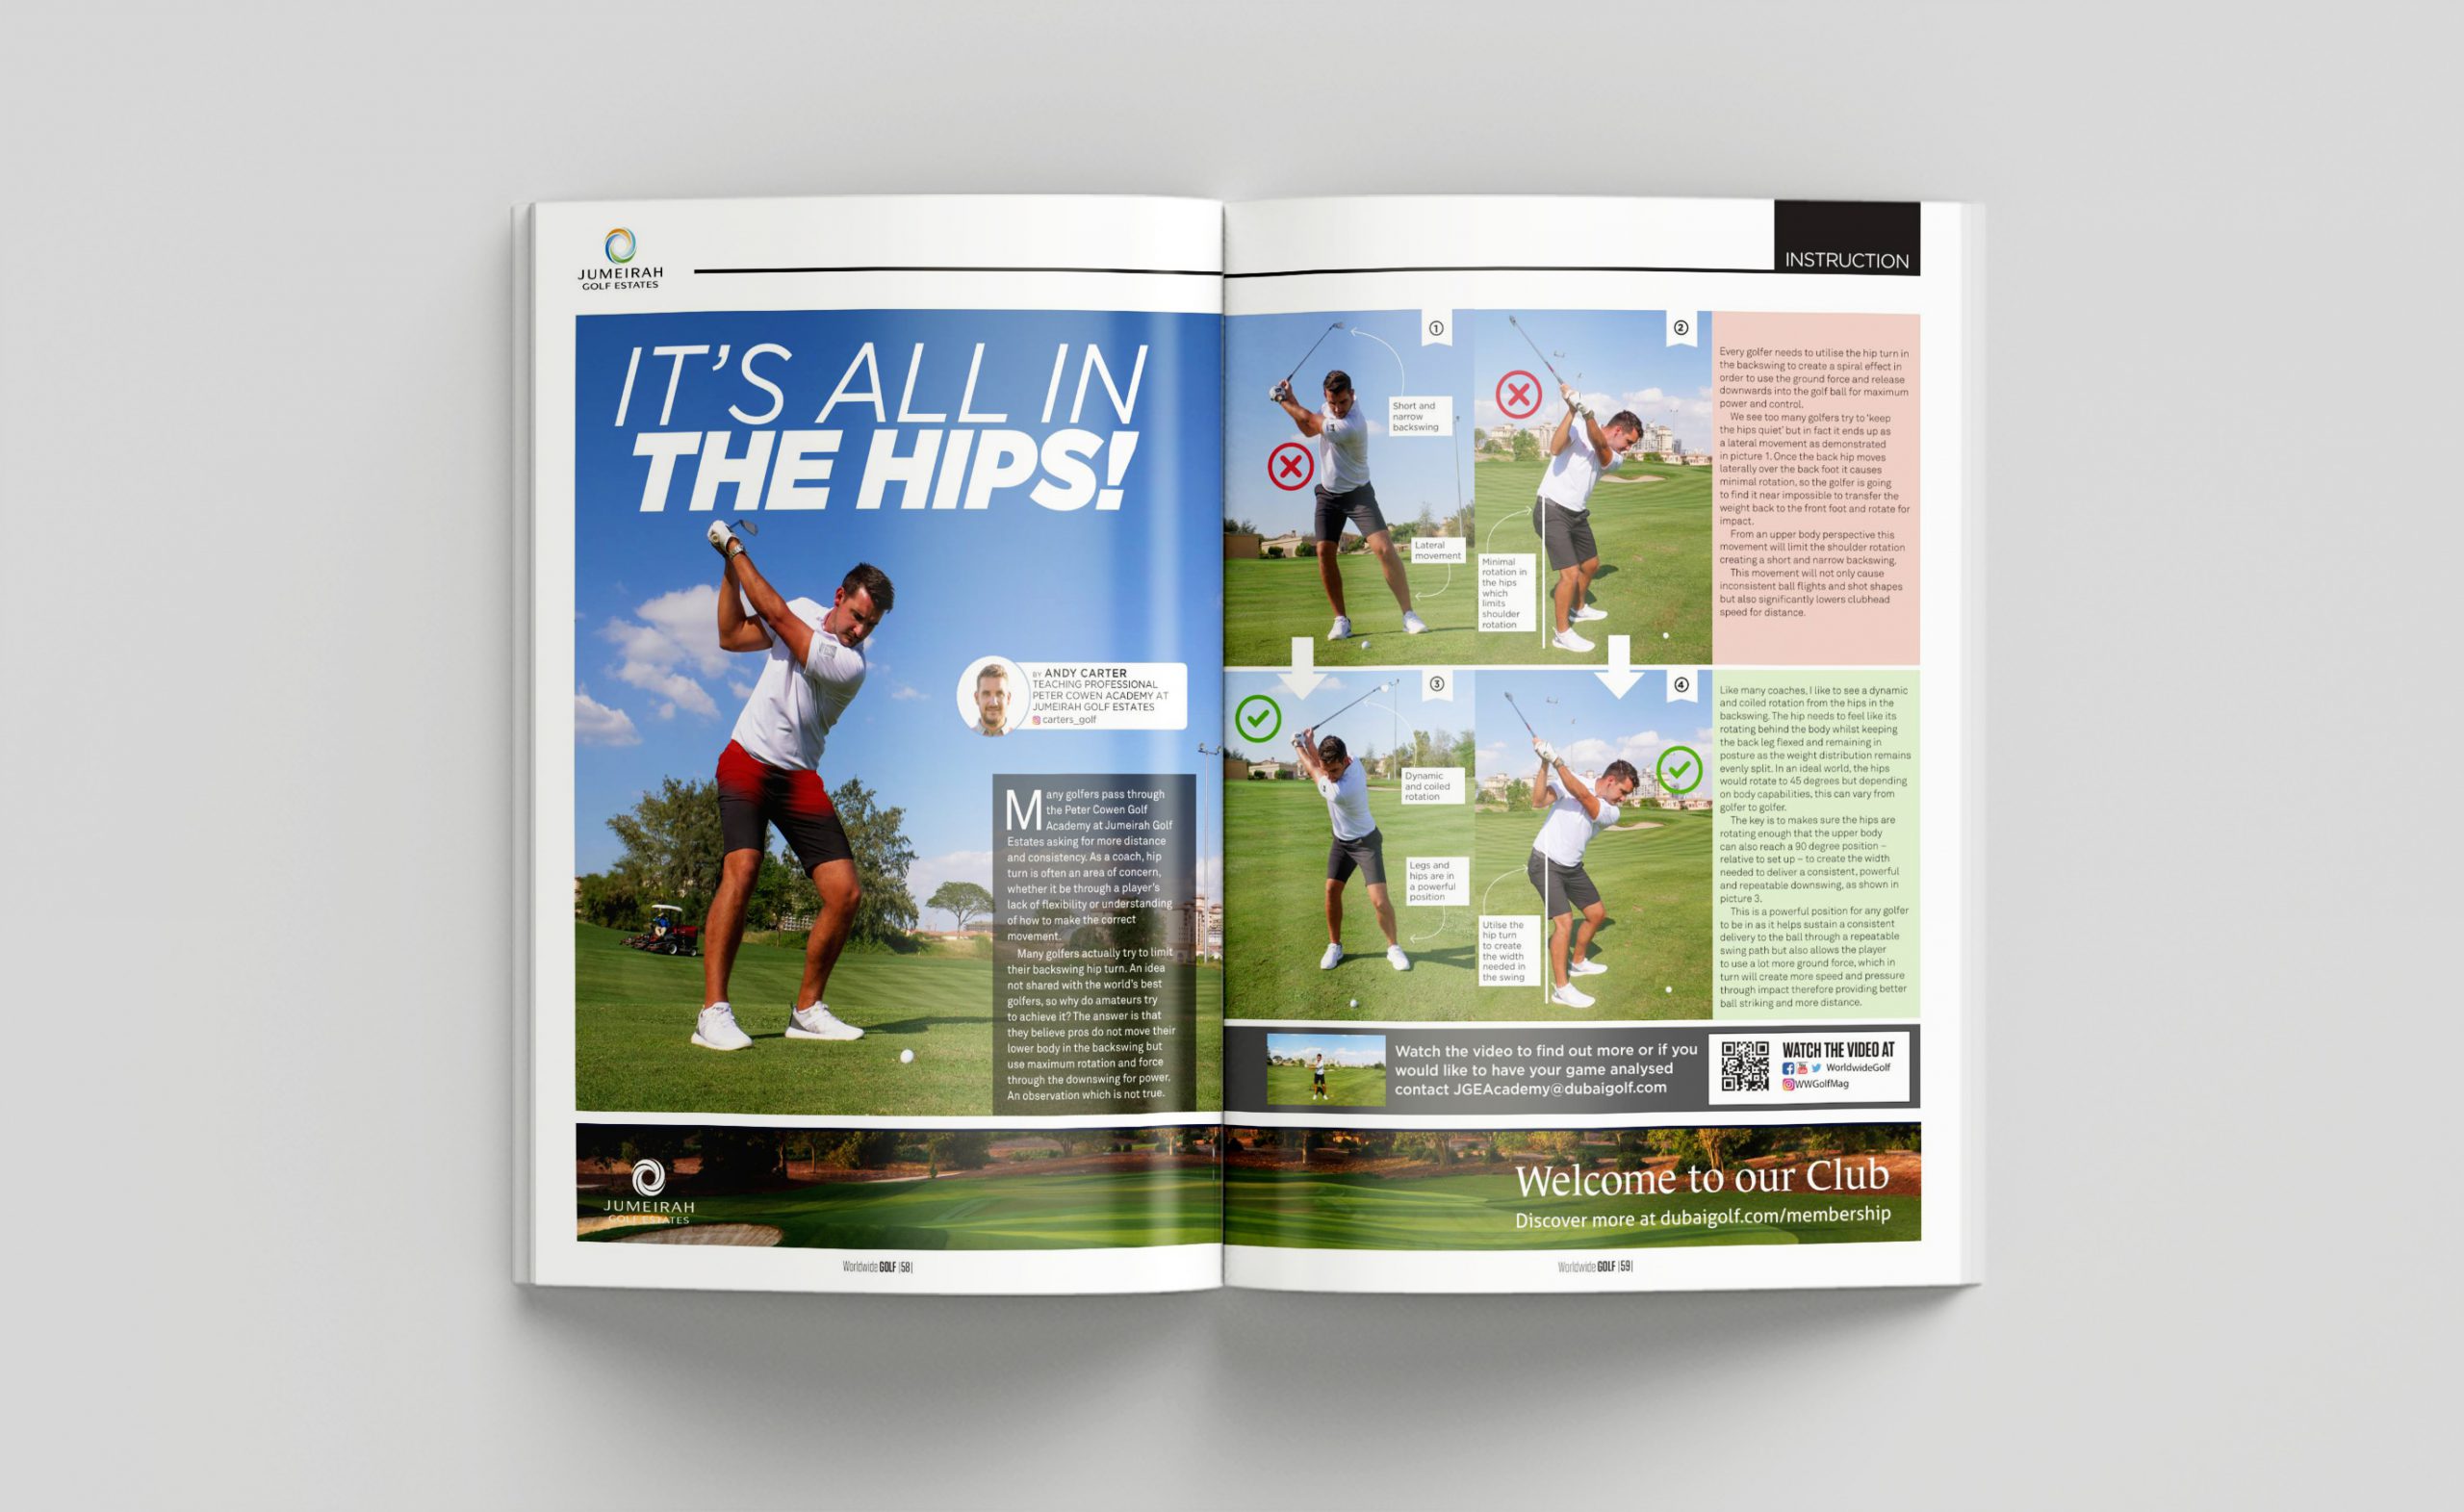 JUMEIRAH
GOLF ESTATES
IT'S ALL IN
THE HIPS!
BY ANDY CARTER
TEACHING PROFESSIONAL
PETER COWEN ACADEMY AT
JUMEIRAH GOLF ESTATES
carters_golf
Many golfers pass through
the Peter Cowen Golf
Academy at Jumeirah Golf
Estates asking for more distance
and consistency. As a coach, hip
turn is often an area of concern,
whether it be through a player's
lack of flexibility or understanding
of how to make the correct
movement.
Many golfers actually try to limit
their backswing hip turn. An idea
not shared with the world's best
golfers, so why do amateurs try
to achieve it? The answer is that
they believe pros do not move their
lower body in the backswing but
use maximum rotation and force
through the downswing for power.
An observation which is not true.
JUMEIRAH
GOLF ESTATES
Worldwide GOLF |58|
INSTRUCTION
1
Short and
narrow
backswing
Lateral
movement
2
Minimal
rotation in
the hips
which
limits
shoulder
rotation
Every golfer needs to utilise the hip turn in
the backswing to create a spiral effect in
order to use the ground force and release
downwards into the golf ball for maximum
power and control.
We see too many golfers try to 'keep
the hips quiet' but in fact it ends up as
a lateral movement as demonstrated
in picture 1. Once the back hip moves
laterally over the back foot it causes
minimal rotation, so the golfer is going
to find it near impossible to transfer the
weight back to the front foot and rotate for
impact.
From an upper body perspective this
movement will limit the shoulder rotation
creating a short and narrow backswing.
This movement will not only cause
inconsistent ball flights and shot shapes
but also significantly lowers clubhead
speed for distance.
3
Dynamic
and coiled
rotation
Legs and
hips are in
a powerful
position
4
Utilse the
hip turn
to create
the width
needed in
the swing
Like many coaches, I like to see a dynamic
and coiled rotation from the hips in the
backswing. The hip needs to feel like its
rotating behind the body whilst keeping
the back leg flexed and remaining in
posture as the weight distribution remains
evenly split. In an ideal world, the hips
would rotate to 45 degrees but depending
on body capabilities, this can vary from
golfer to golfer.
The key is to makes sure the hips are
rotating enough that the upper body
can also reach a 90 degree position –
relative to set up – to create the width
needed to deliver a consistent, powerful
and repeatable downswing, as shown in
picture 3.
This is a powerful position for any golfer
to be in as it helps sustain a consistent
delivery to the ball through a repeatable
swing path but also allows the player
to use a lot more ground force, which in
turn will create more speed and pressure
through impact therefore providing better
ball striking and more distance.
Watch the video to find out more or if you
would like to have your game analysed
contact JGEAcademy@dubaigolf.com
WATCH THE VIDEO AT
WorldwideGolf
WWGolfMag
Welcome to our Club
Discover more at dubaigolf.com/membership
Worldwide GOLF |59|